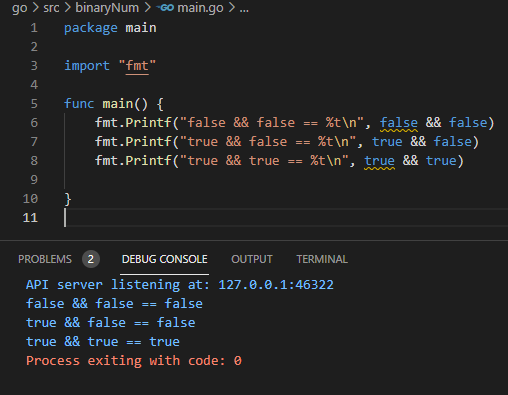 go > src > binaryNum > GO main.go > ...
1 package main
2
3 import "fmt"
4
5 func main() {
6 fmt.Printf("false && false == %t\n", false && false)
7 fmt.Printf("true && false == %t\n", true && false)
8 fmt.Printf("true && true == %t\n", true && true)
9
10 }
11
PROBLEMS 2 DEBUG CONSOLE OUTPUT TERMINAL
API server listening at: 127.0.0.1:46322
false && false == false
true && false == false
true && true == true
Process exiting with code: 0